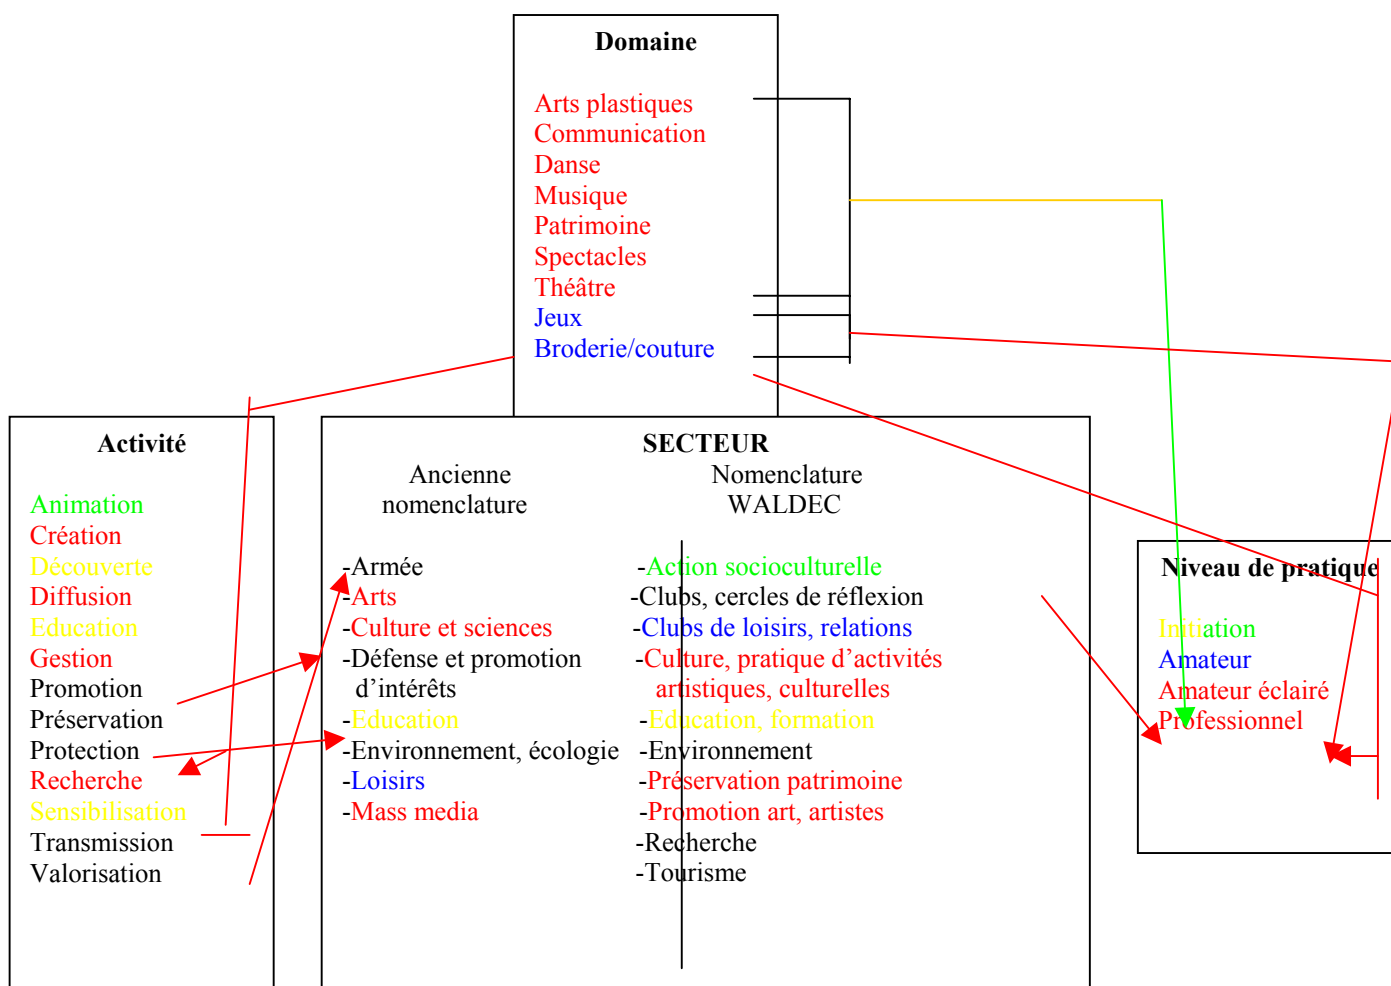 Domaine
Arts plastiques
Communication
Danse
Musique
Patrimoine
Spectacles
Théâtre
Jeux
Broderie/couture
Activité
Animation
Création
Découverte
Diffusion
Education
Gestion
Promotion
Préservation
Protection
Recherche
Sensibilisation
Transmission
Valorisation
SECTEUR
Ancienne
nomenclature
-Armée
-Arts
-Culture et sciences
-Défense et promotion
d’intérêts
-Education
-Environnement, écologie
-Loisirs
-Mass media
Nomenclature
WALDEC
-Action socioculturelle
-Clubs, cercles de réflexion
-Clubs de loisirs, relations
-Culture, pratique d’activités
artistiques, culturelles
-Education, formation
-Environnement
-Préservation patrimoine
-Promotion art, artistes
-Recherche
-Tourisme
Niveau de pratique
Initiation
Amateur
Amateur éclairé
Professionnel